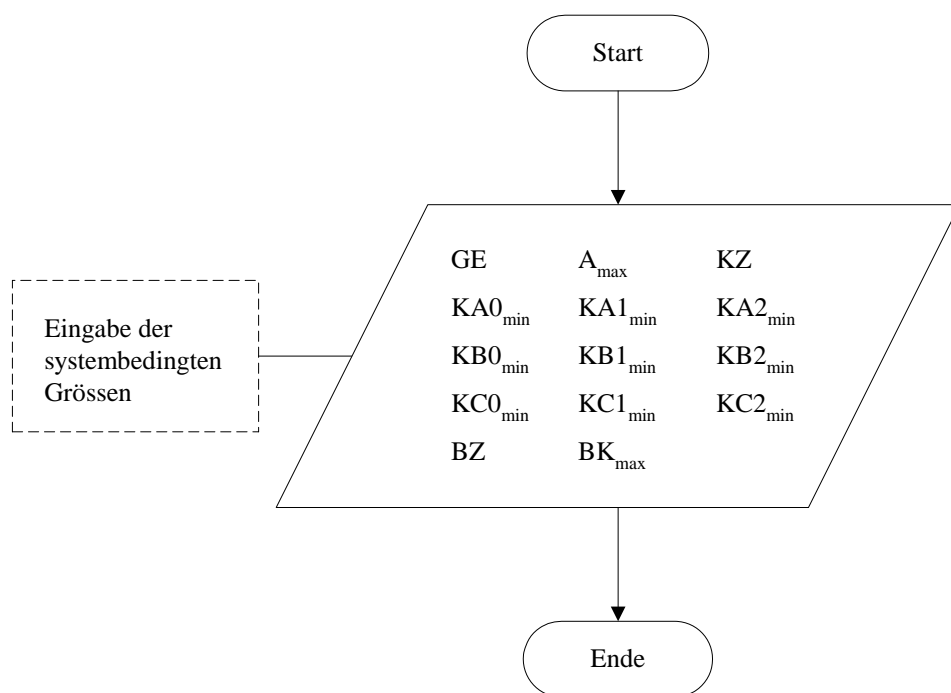 Start
GE A_max KZ
KA0_min KA1_min KA2_min
KB0_min KB1_min KB2_min
KC0_min KC1_min KC2_min
BZ BK_max
Eingabe der
systembedingten
Grössen
Ende